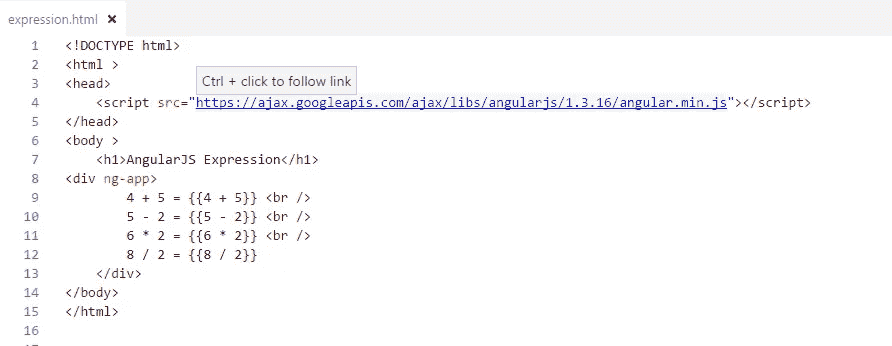 expression.html ×
1 <!DOCTYPE html>
2 <html >
Ctrl + click to follow link
3 <head>
4 <script src="https://ajax.googleapis.com/ajax/libs/angularjs/1.3.16/angular.min.js"></script>
5 </head>
6 <body >
7 <h1>AngularJS Expression</h1>
8 <div ng-app>
9 4 + 5 = {{4 + 5}} <br />
10 5 - 2 = {{5 - 2}} <br />
11 6 * 2 = {{6 * 2}} <br />
12 8 / 2 = {{8 / 2}}
13 </div>
14 </body>
15 </html>
16